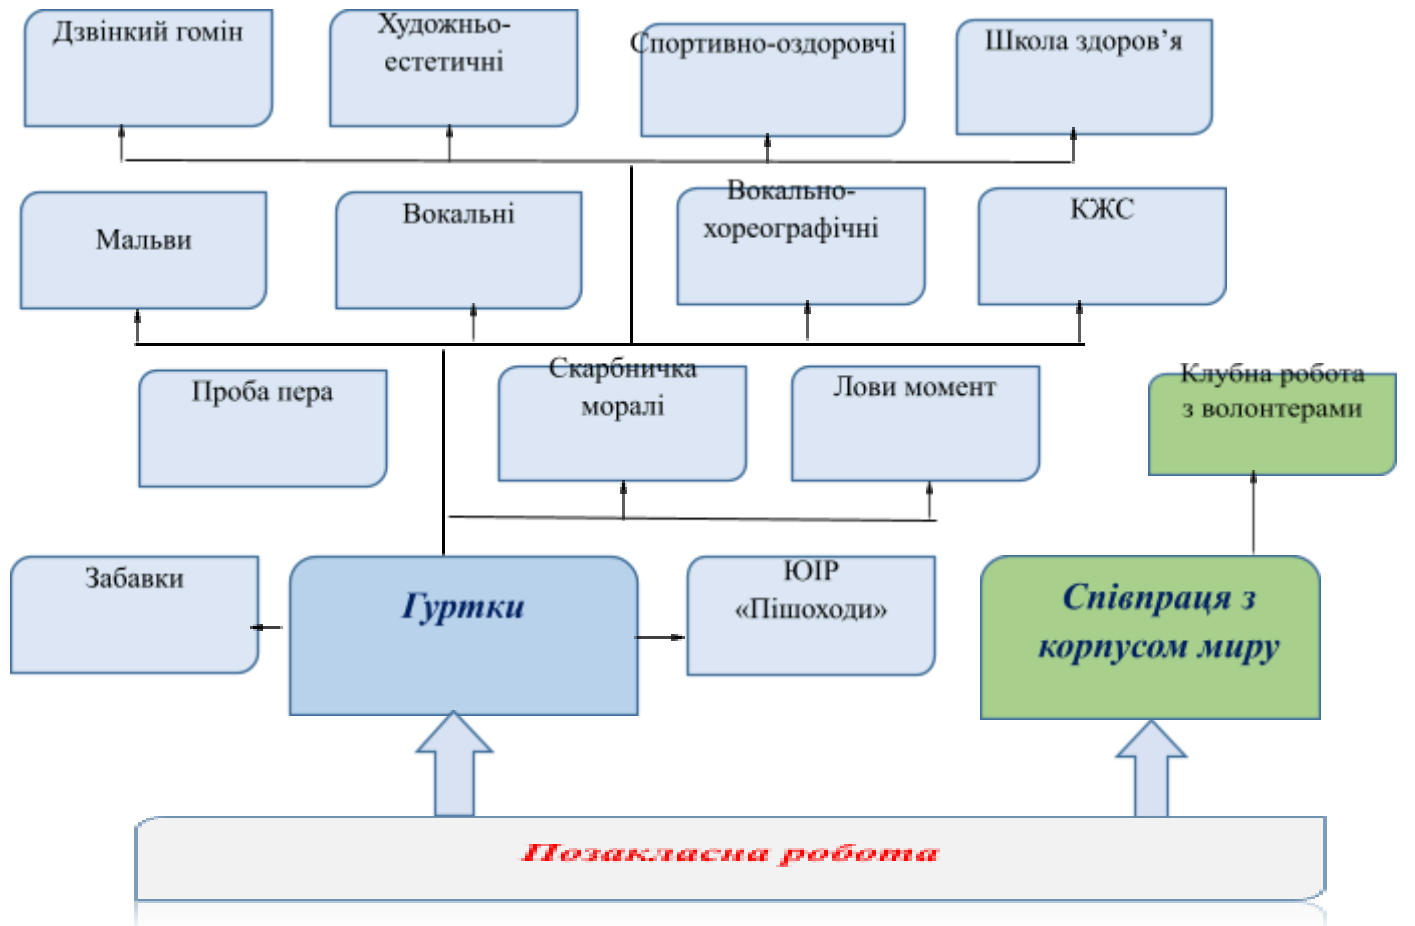 Дзвінкий гомін
Художньо-
естетичні
Спортивно-оздоровчі
Школа здоров’я
Мальви
Вокальні
Вокально-
хореографічні
КЖС
Проба пера
Скарбничка
моралі
Лови момент
Клубна робота
з волонтерами
Забавки
Гуртки
ЮІР
«Пішоходи»
Співпраця з
корпусом миру
Позакласна робота